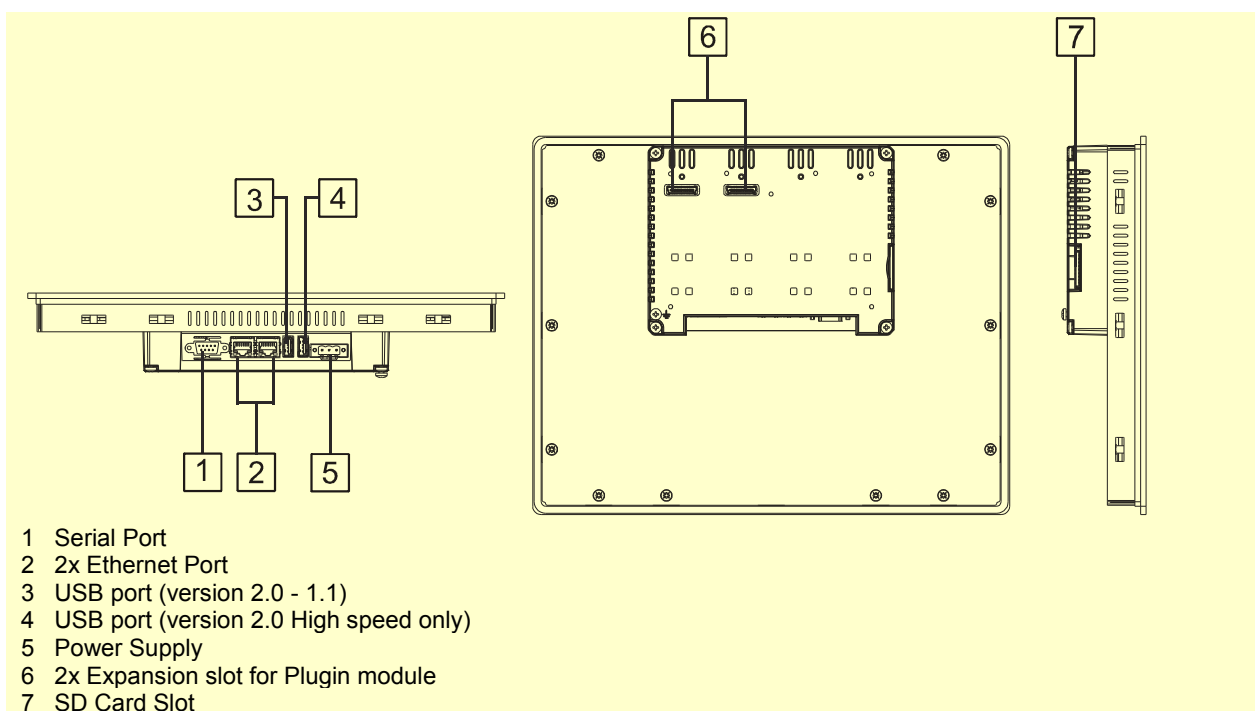 6
7
3
4
1
2
5
1 Serial Port
2 2x Ethernet Port
3 USB port (version 2.0 - 1.1)
4 USB port (version 2.0 High speed only)
5 Power Supply
6 2x Expansion slot for Plugin module
7 SD Card Slot